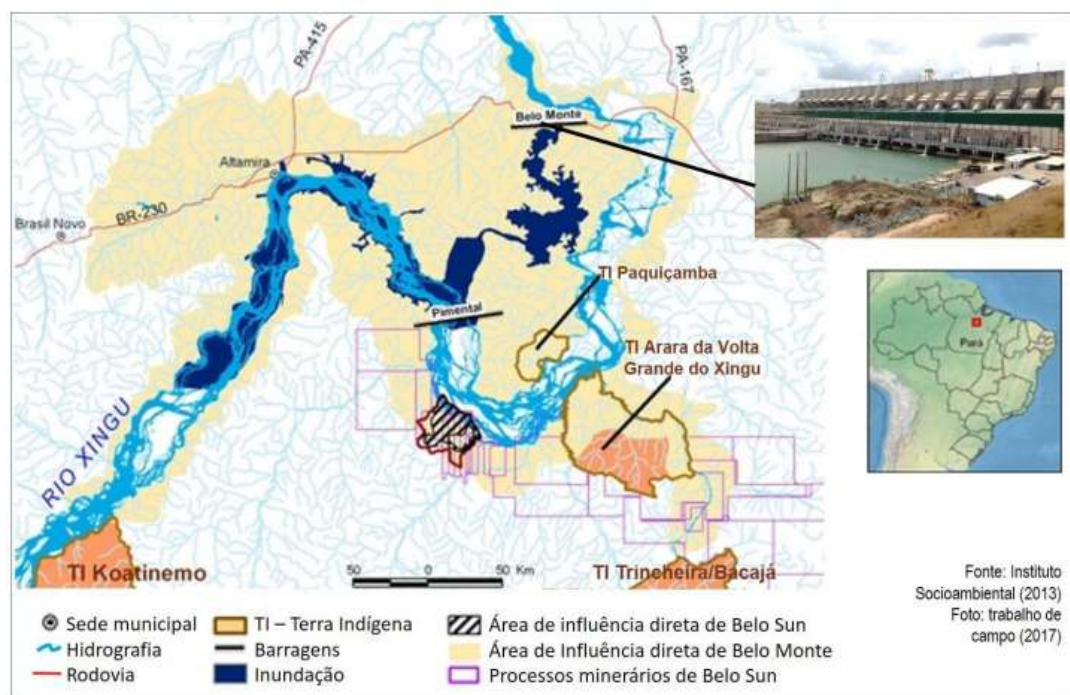 PA-415
PA-167
Belo Monte
Altamira
Brasil Novo
BR-230
TI Paquiçamba
Pimental
TI Arara da Volta
Grande do Xingu
Pará
RIO XINGU
TI Koatinemo
50 0 50 Km
TI Trincheira/Bacajá
Fonte: Instituto
Socioambiental (2013)
Foto: trabalho de
campo (2017)
Sede municipal
Hidrografia
Rodovia
TI – Terra Indígena
Barragens
Inundação
Área de influência direta de Belo Sun
Área de Influência direta de Belo Monte
Processos minerários de Belo Sun